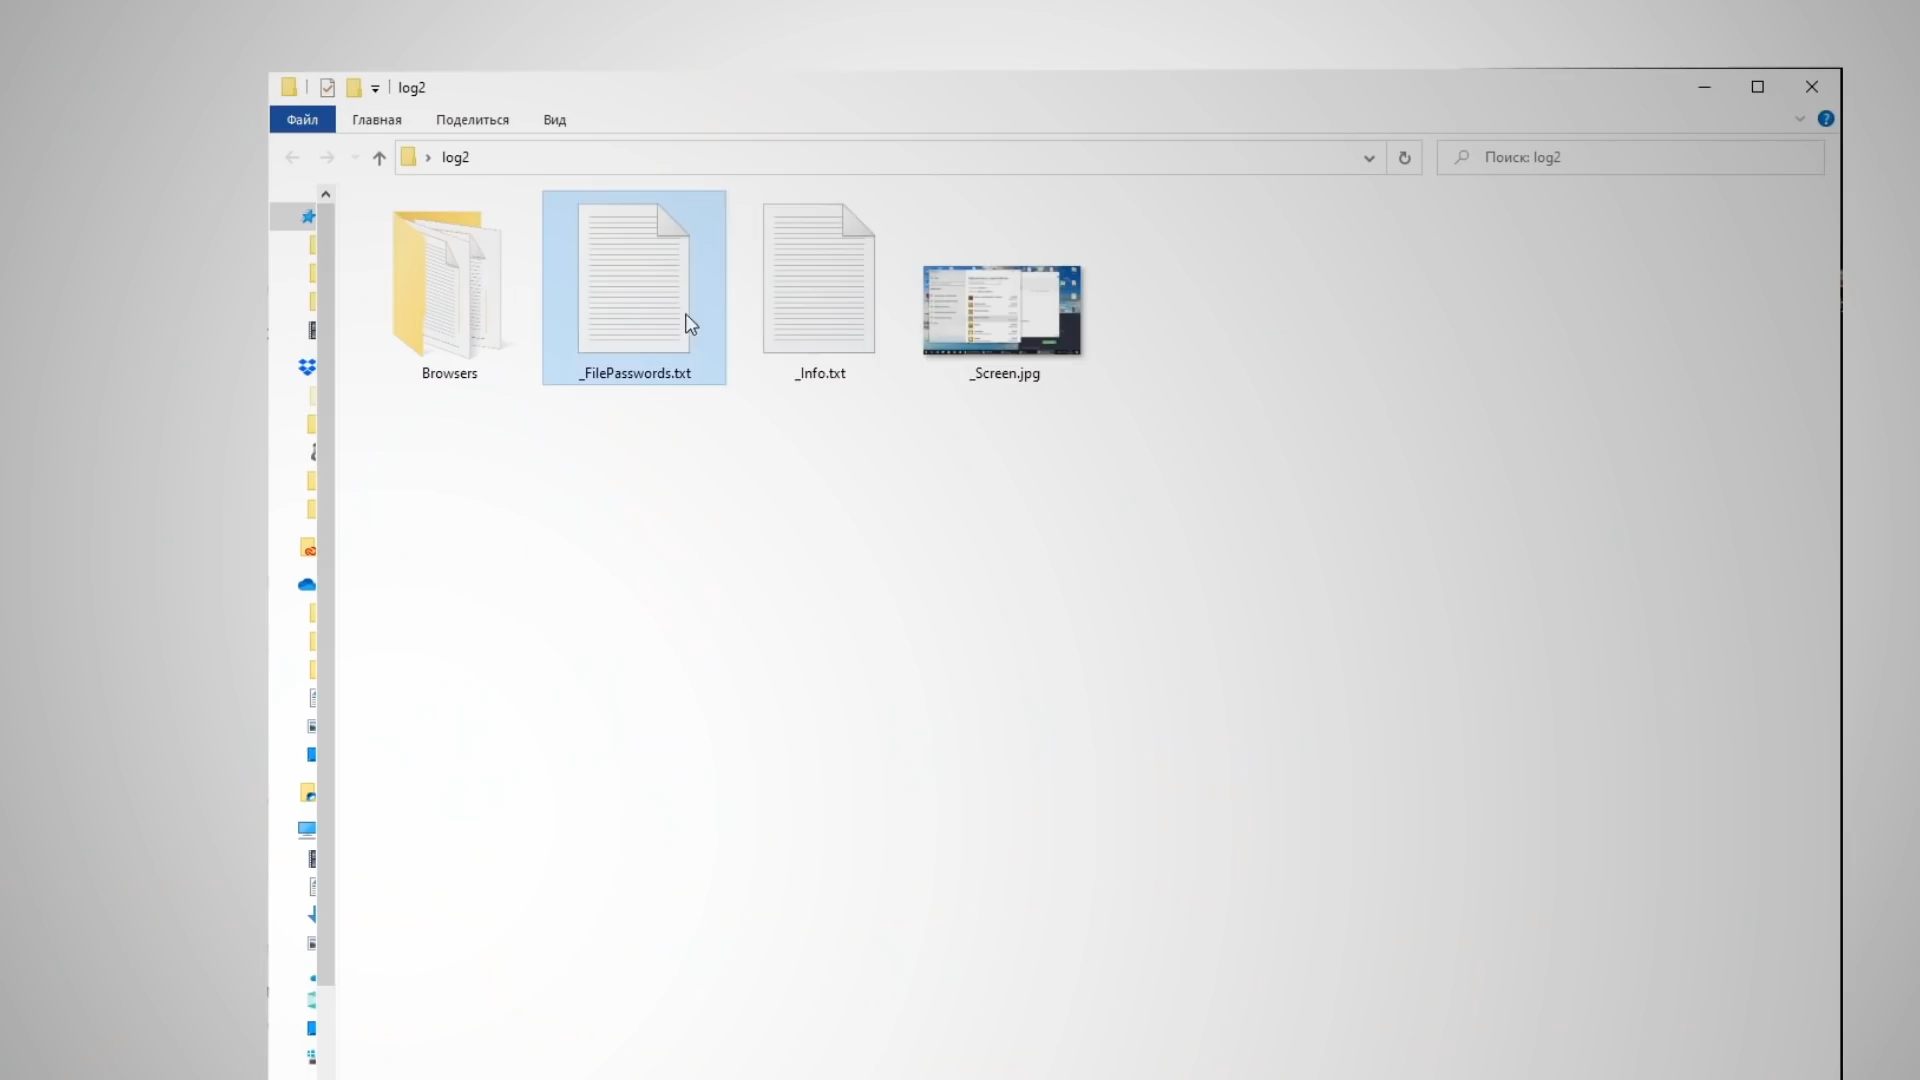 log2
Файл Главная Поделиться Вид
log2 Поиск: log2
Browsers _FilePasswords.txt _Info.txt _Screen.jpg